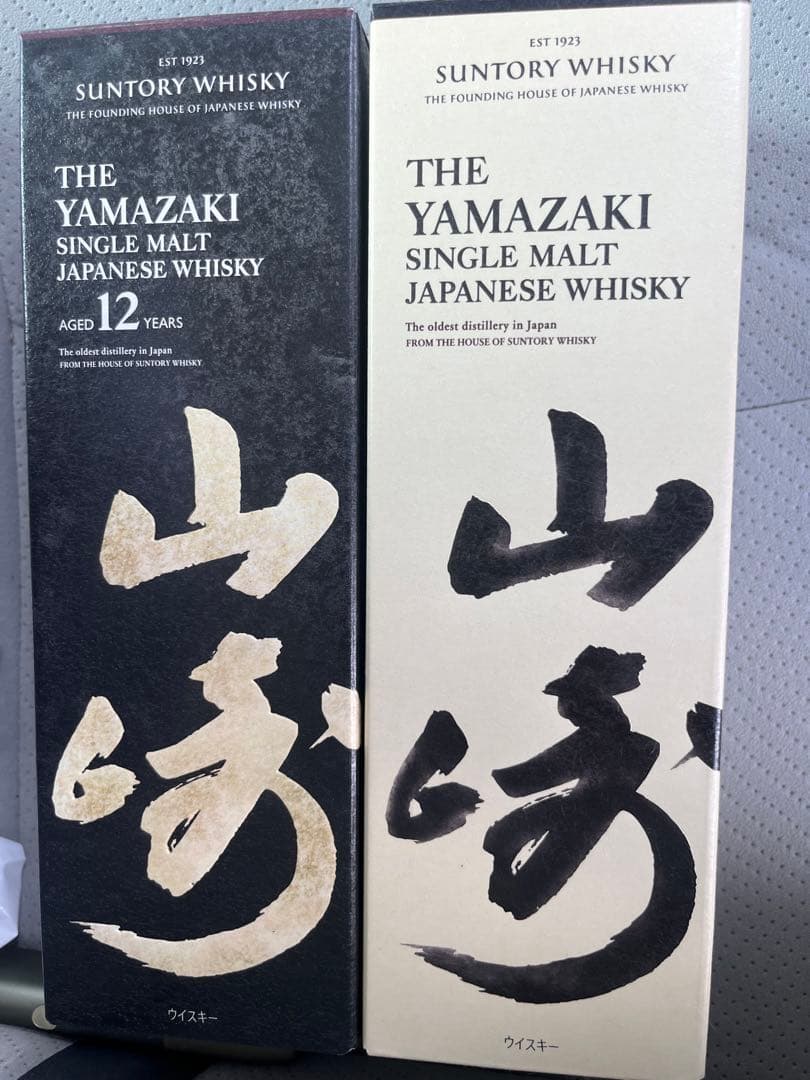 EST 1923
SUNTORY WHISKY
THE FOUNDING HOUSE OF JAPANESE WHISKY
THE
YAMAZAKI
SINGLE MALT
JAPANESE WHISKY
AGED 12 YEARS
The oldest distillery in Japan
FROM THE HOUSE OF SUNTORY WHISKY
山
崎
ウイスキー
EST 1923
SUNTORY WHISKY
THE FOUNDING HOUSE OF JAPANESE WHISKY
THE
YAMAZAKI
SINGLE MALT
JAPANESE WHISKY
The oldest distillery in Japan
FROM THE HOUSE OF SUNTORY WHISKY
山
崎
ウイスキー